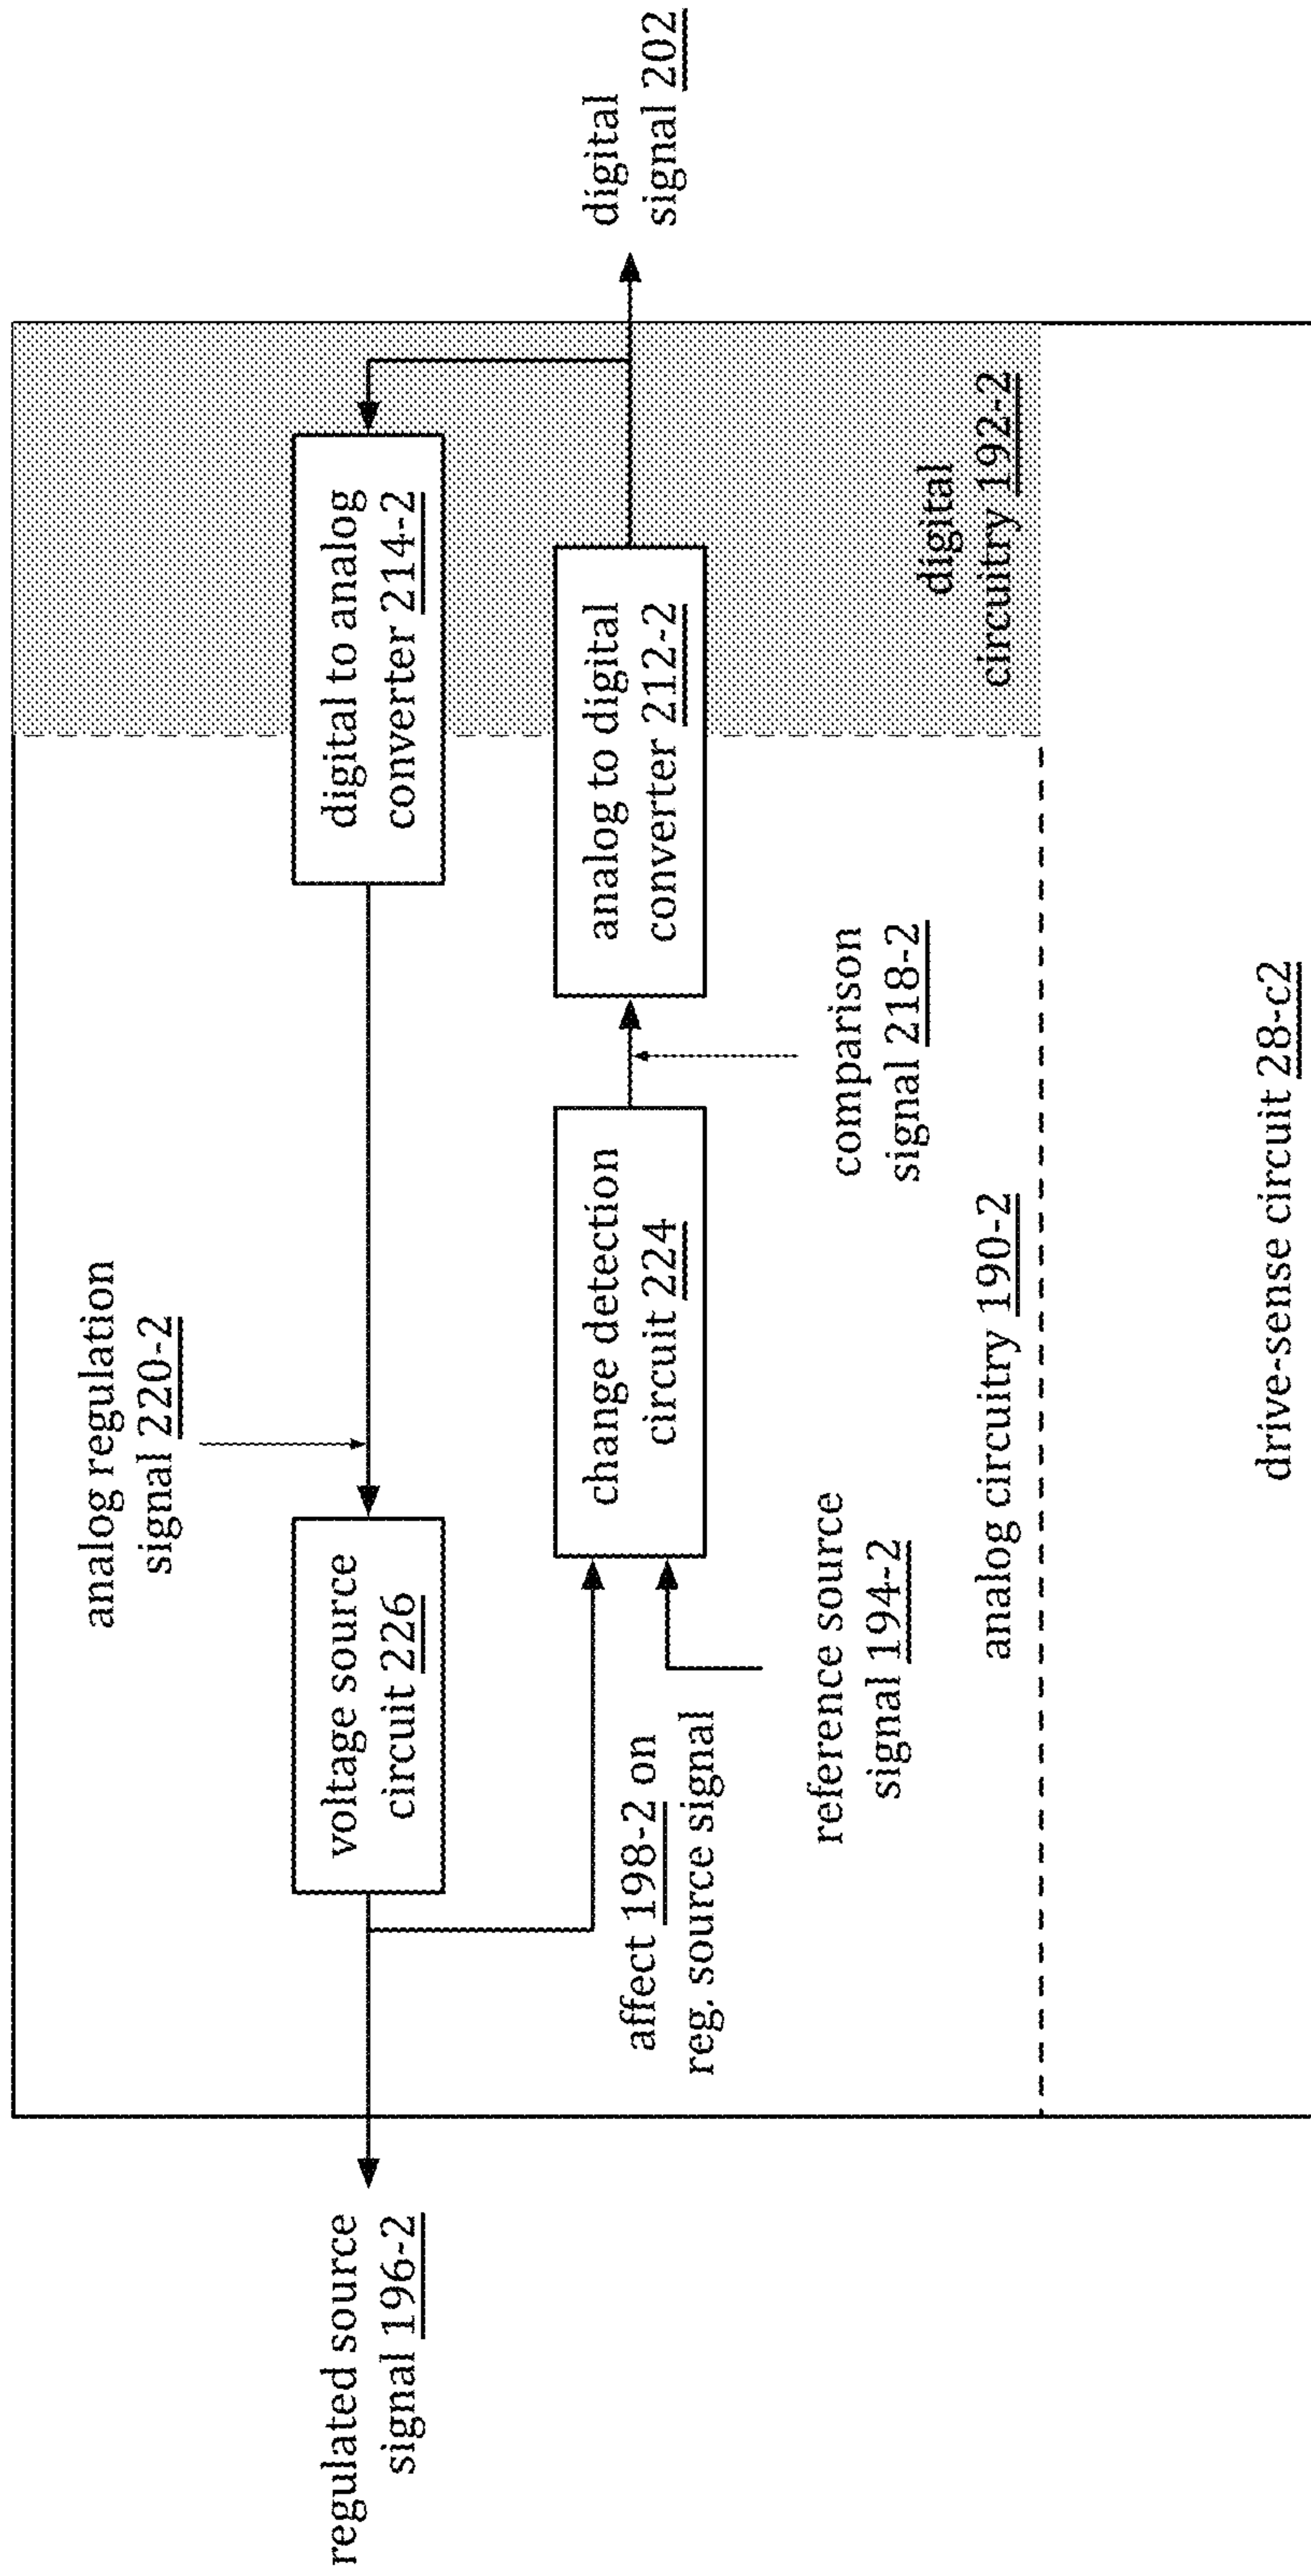 analog regulation
signal 220-2
regulated source
signal 196-2
voltage source
circuit 226
digital to analog
converter 214-2
affect 198-2 on
reg. source signal
change detection
circuit 224
analog to digital
converter 212-2
digital
signal 202
reference source
signal 194-2
comparison
signal 218-2
analog circuitry 190-2
digital
circuitry 192-2
drive-sense circuit 28-c2